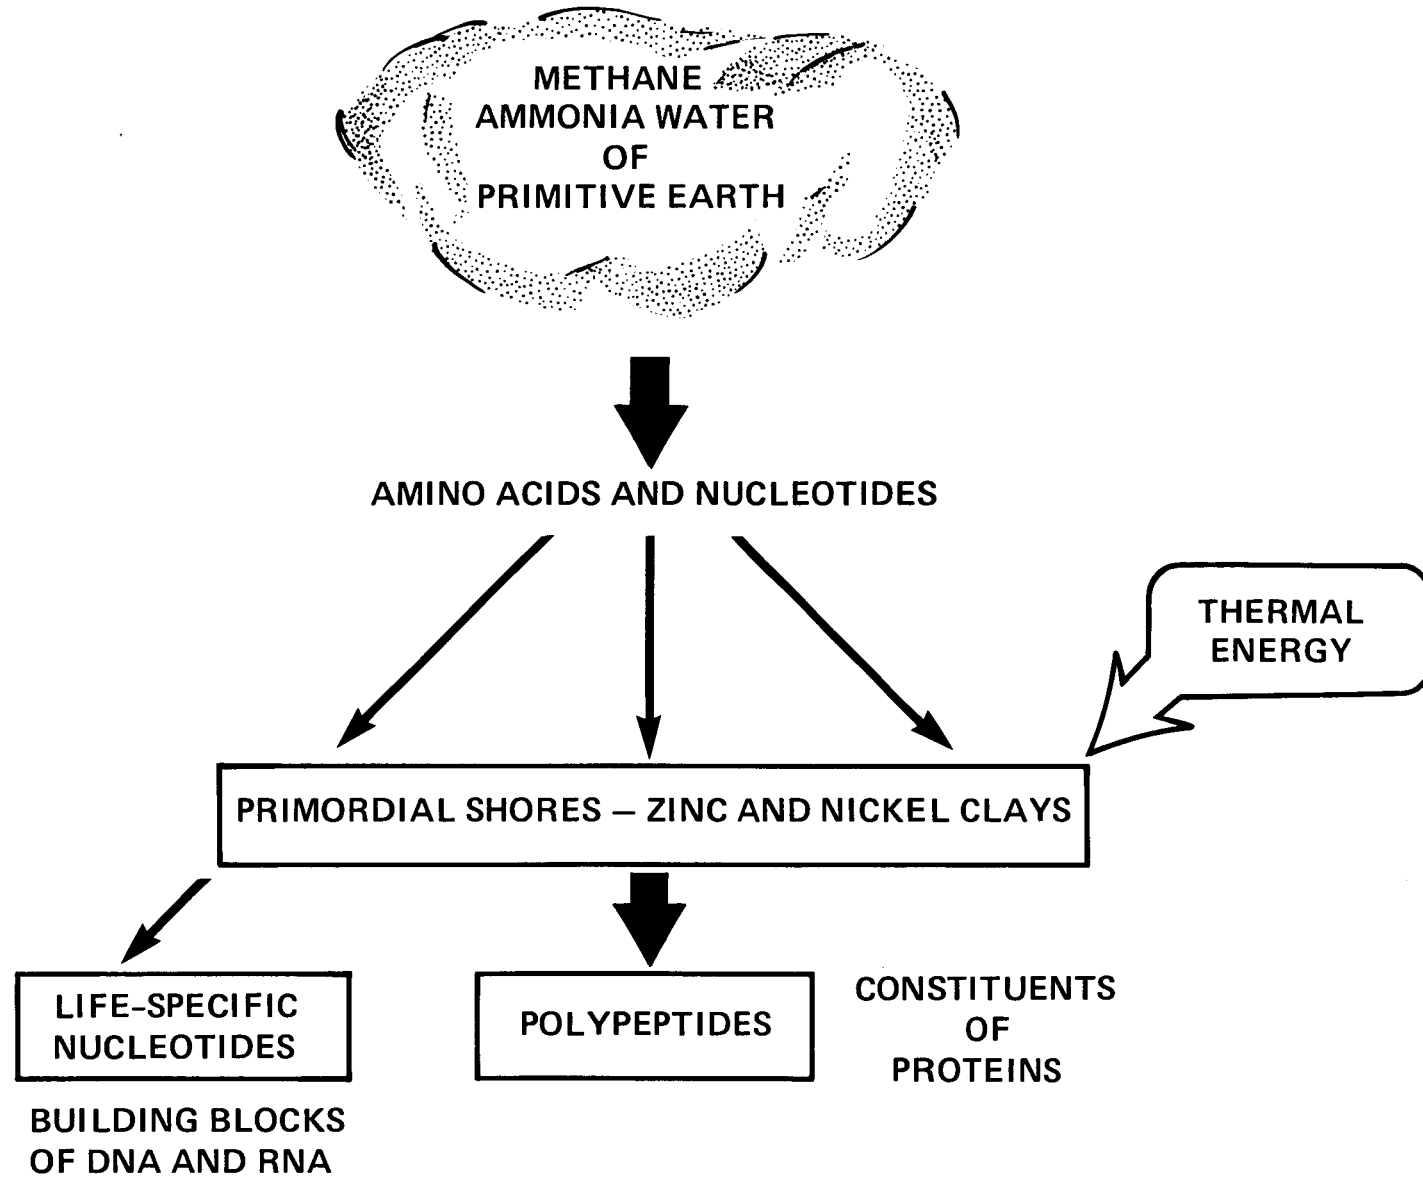 METHANE
AMMONIA WATER
OF
PRIMITIVE EARTH
AMINO ACIDS AND NUCLEOTIDES
THERMAL
ENERGY
PRIMORDIAL SHORES – ZINC AND NICKEL CLAYS
LIFE-SPECIFIC
NUCLEOTIDES
BUILDING BLOCKS
OF DNA AND RNA
POLYPEPTIDES
CONSTITUENTS
OF
PROTEINS